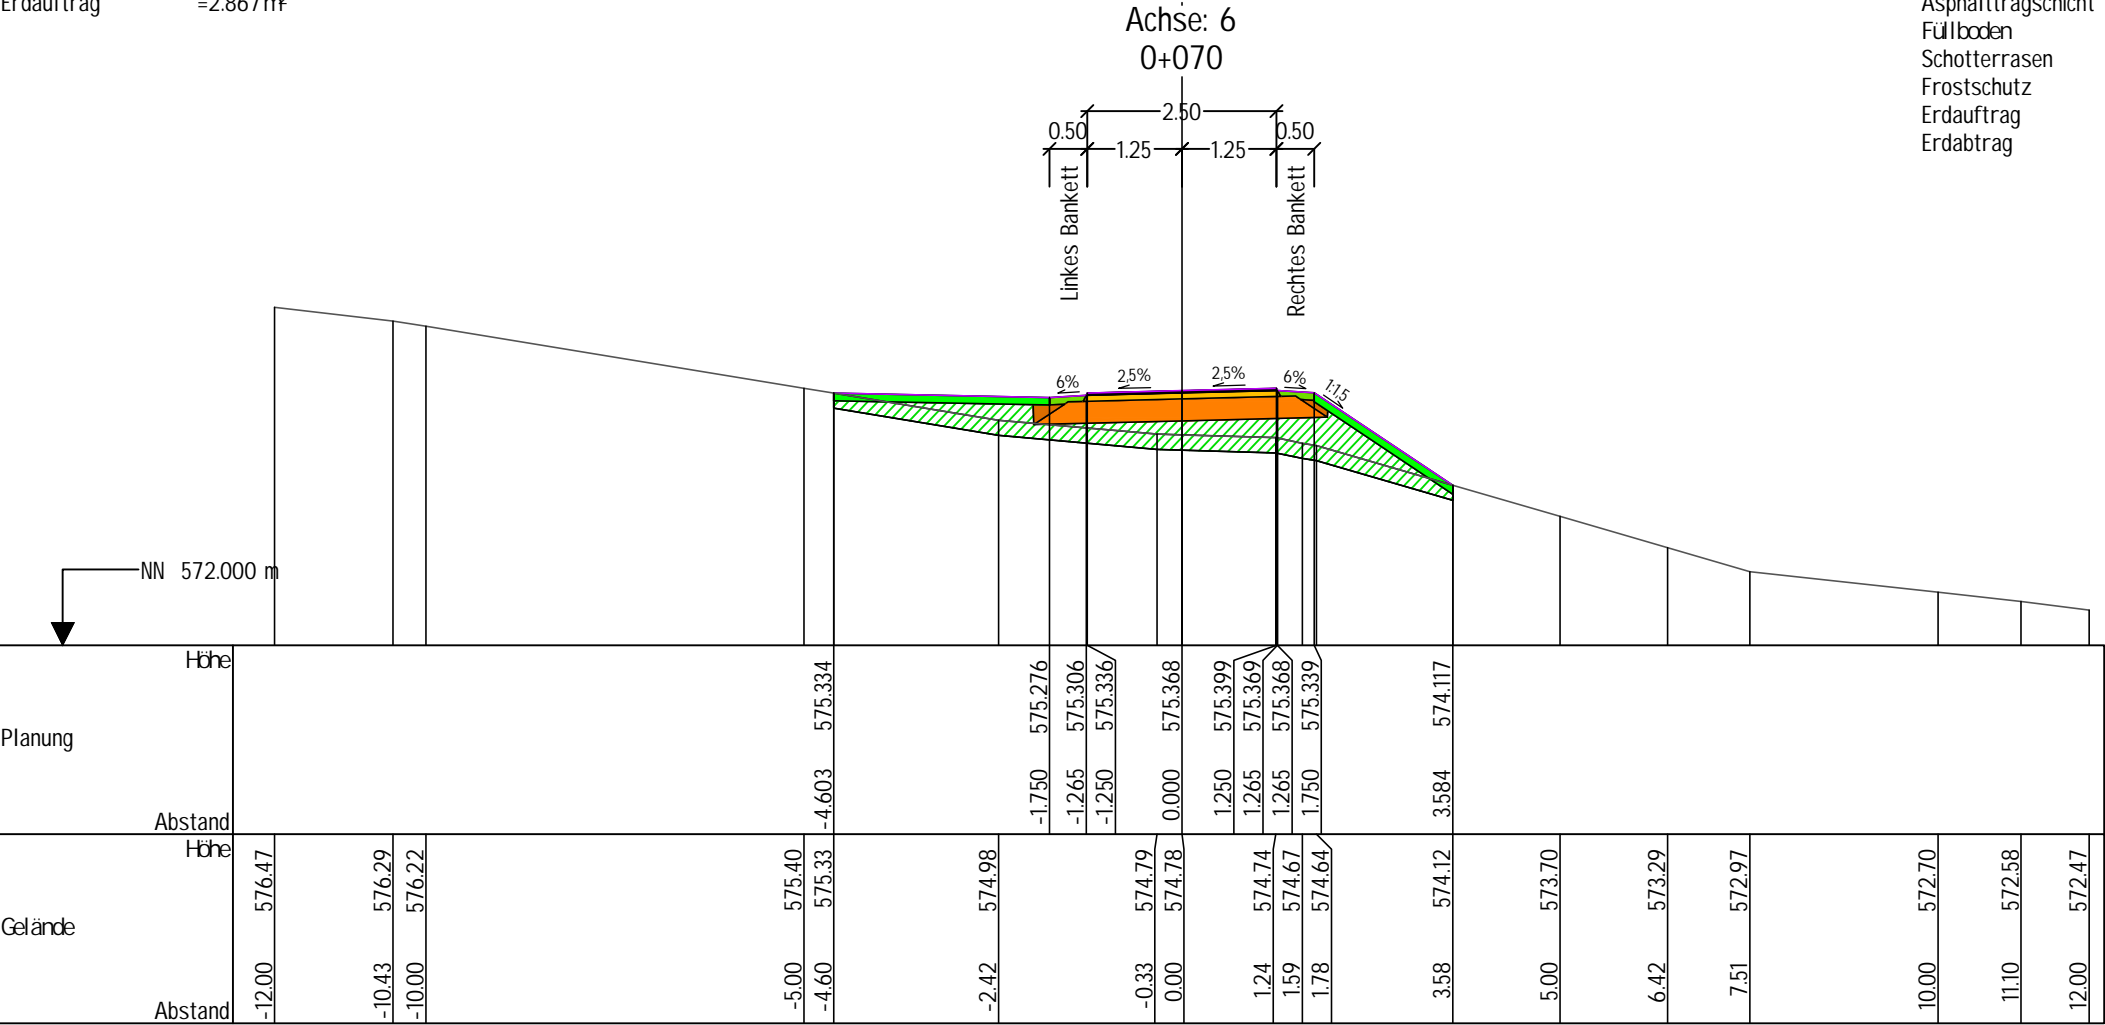 Erdauftrag =2.867m²
Asphalttragschicht
Füllboden
Schotterrasen
Frostschutz
Erdauftrag
Erdabtrag
Achse: 6
0+070
2.50
0.50 0.50
1.25 1.25
Linkes Bankett
Rechtes Bankett
6% 2,5% 2,5% 6% 1:1,5
NN 572.000 m
Höhe
575.334 575.276 575.306 575.336 575.368 575.399 575.369 575.368 575.339 574.117
Planung
-4.603 -1.750 -1.265 -1.250 0.000 1.250 1.265 1.265 1.750 3.584
Abstand
Höhe
576.47 576.29 576.22 575.40 575.33 574.98 574.79 574.78 574.74 574.67 574.64 574.12 573.70 573.29 572.97 572.70 572.58 572.47
Gelände
-12.00 -10.43 -10.00 -5.00 -4.60 -2.42 -0.33 0.00 1.24 1.59 1.78 3.58 5.00 6.42 7.51 10.00 11.10 12.00
Abstand